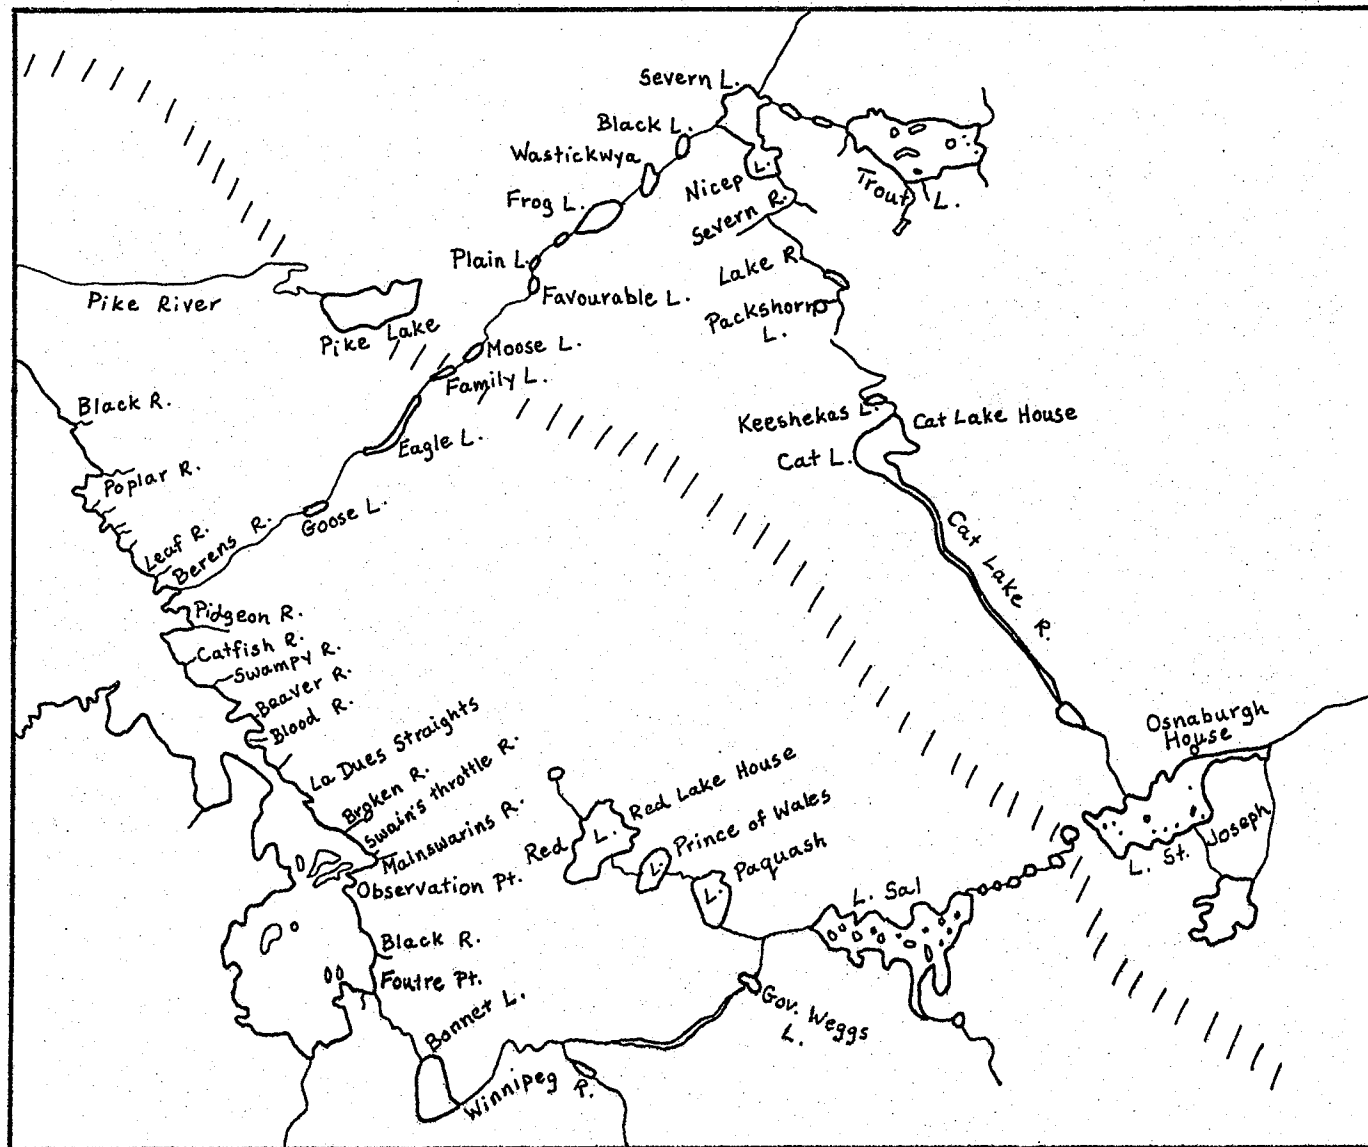 Severn L.
Black L.
Wastickwya
Nicep L.
Trout L.
Frog L.
Severn R.
Plain L.
Lake R.
Favourable L.
Pike River
Packshorn
L.
Pike Lake
Moose L.
Family L.
Black R.
Keeshekas L.
Cat Lake House
Eagle L.
Cat L.
Poplar R.
Goose L.
Leaf R.
Berens R.
Cat Lake R.
Pidgeon R.
Catfish R.
Swampy R.
Beaver R.
Blood R.
Osnaburgh
House
La Dues Straights
Broken R.
Swain's throttle R.
Mainswarins R.
Observation Pt.
Red L.
Red Lake House
Prince of Wales
L.
Paquash
L.
L. St. Joseph
L. Sal
Black R.
Foutre Pt.
Bonnet L.
Gov. Weggs
L.
Winnipeg R.